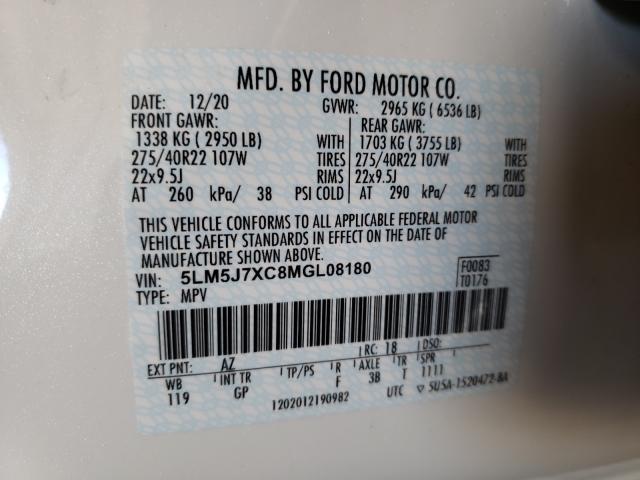 MFD. BY FORD MOTOR CO.
DATE: 12/20 GVWR: 2965 KG ( 6536 LB)
FRONT GAWR: REAR GAWR:
1338 KG ( 2950 LB) WITH 1703 KG ( 3755 LB) WITH
275/40R22 107W TIRES 275/40R22 107W TIRES
22x9.5J RIMS 22x9.5J RIMS
AT 260 kPa/ 38 PSI COLD AT 290 kPa/ 42 PSI COLD
THIS VEHICLE CONFORMS TO ALL APPLICABLE FEDERAL MOTOR
VEHICLE SAFETY STANDARDS IN EFFECT ON THE DATE OF
MANUFACTURE SHOWN ABOVE.
VIN: 5LM5J7XC8MGL08180 F0083
TYPE: MPV T0176
EXT PNT: AZ RC: 18 DSO:
WB INT TR TP/PS R AXLE TR SPR
119 GP F 3B T 1111
1202012190982 UTC ▽ 5U5A-1520472-BA